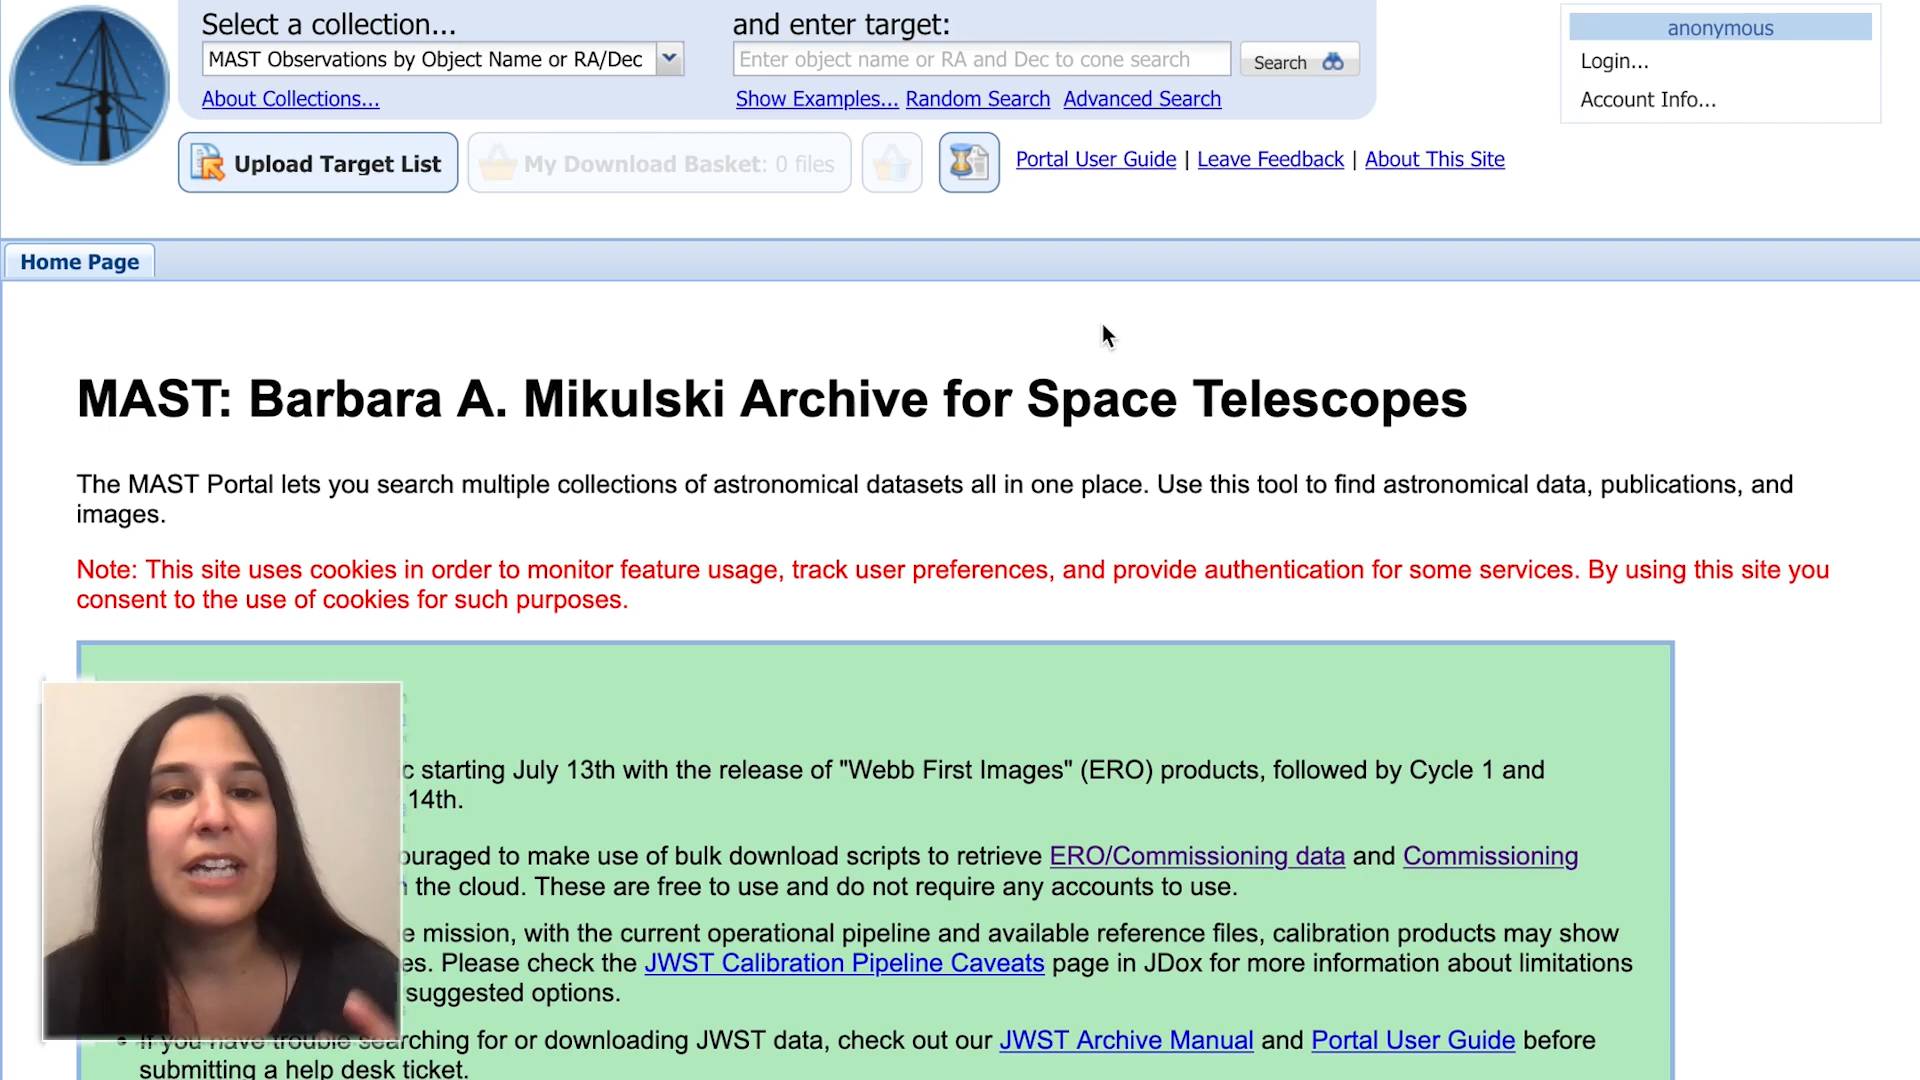 Select a collection...
and enter target:
anonymous
MAST Observations by Object Name or RA/Dec
Enter object name or RA and Dec to cone search
Search
Login...
About Collections...
Show Examples... Random Search Advanced Search
Account Info...
Upload Target List
My Download Basket: 0 files
Portal User Guide | Leave Feedback | About This Site
Home Page
MAST: Barbara A. Mikulski Archive for Space Telescopes
The MAST Portal lets you search multiple collections of astronomical datasets all in one place. Use this tool to find astronomical data, publications, and
images.
Note: This site uses cookies in order to monitor feature usage, track user preferences, and provide authentication for some services. By using this site you
consent to the use of cookies for such purposes.
starting July 13th with the release of "Webb First Images" (ERO) products, followed by Cycle 1 and
14th.
to make use of bulk download scripts to retrieve ERO/Commissioning data and Commissioning
the cloud. These are free to use and do not require any accounts to use.
mission, with the current operational pipeline and available reference files, calibration products may show
Please check the JWST Calibration Pipeline Caveats page in JDox for more information about limitations
suggested options.
• If you have trouble searching for or downloading JWST data, check out our JWST Archive Manual and Portal User Guide before
submitting a help desk ticket.